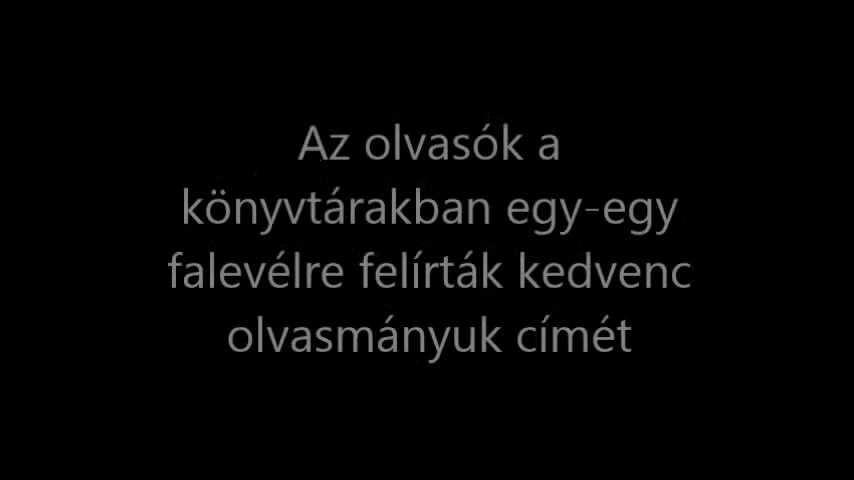 Az olvasók a
könyvtárakban egy-egy
falevélre felírták kedvenc
olvasmányuk címét